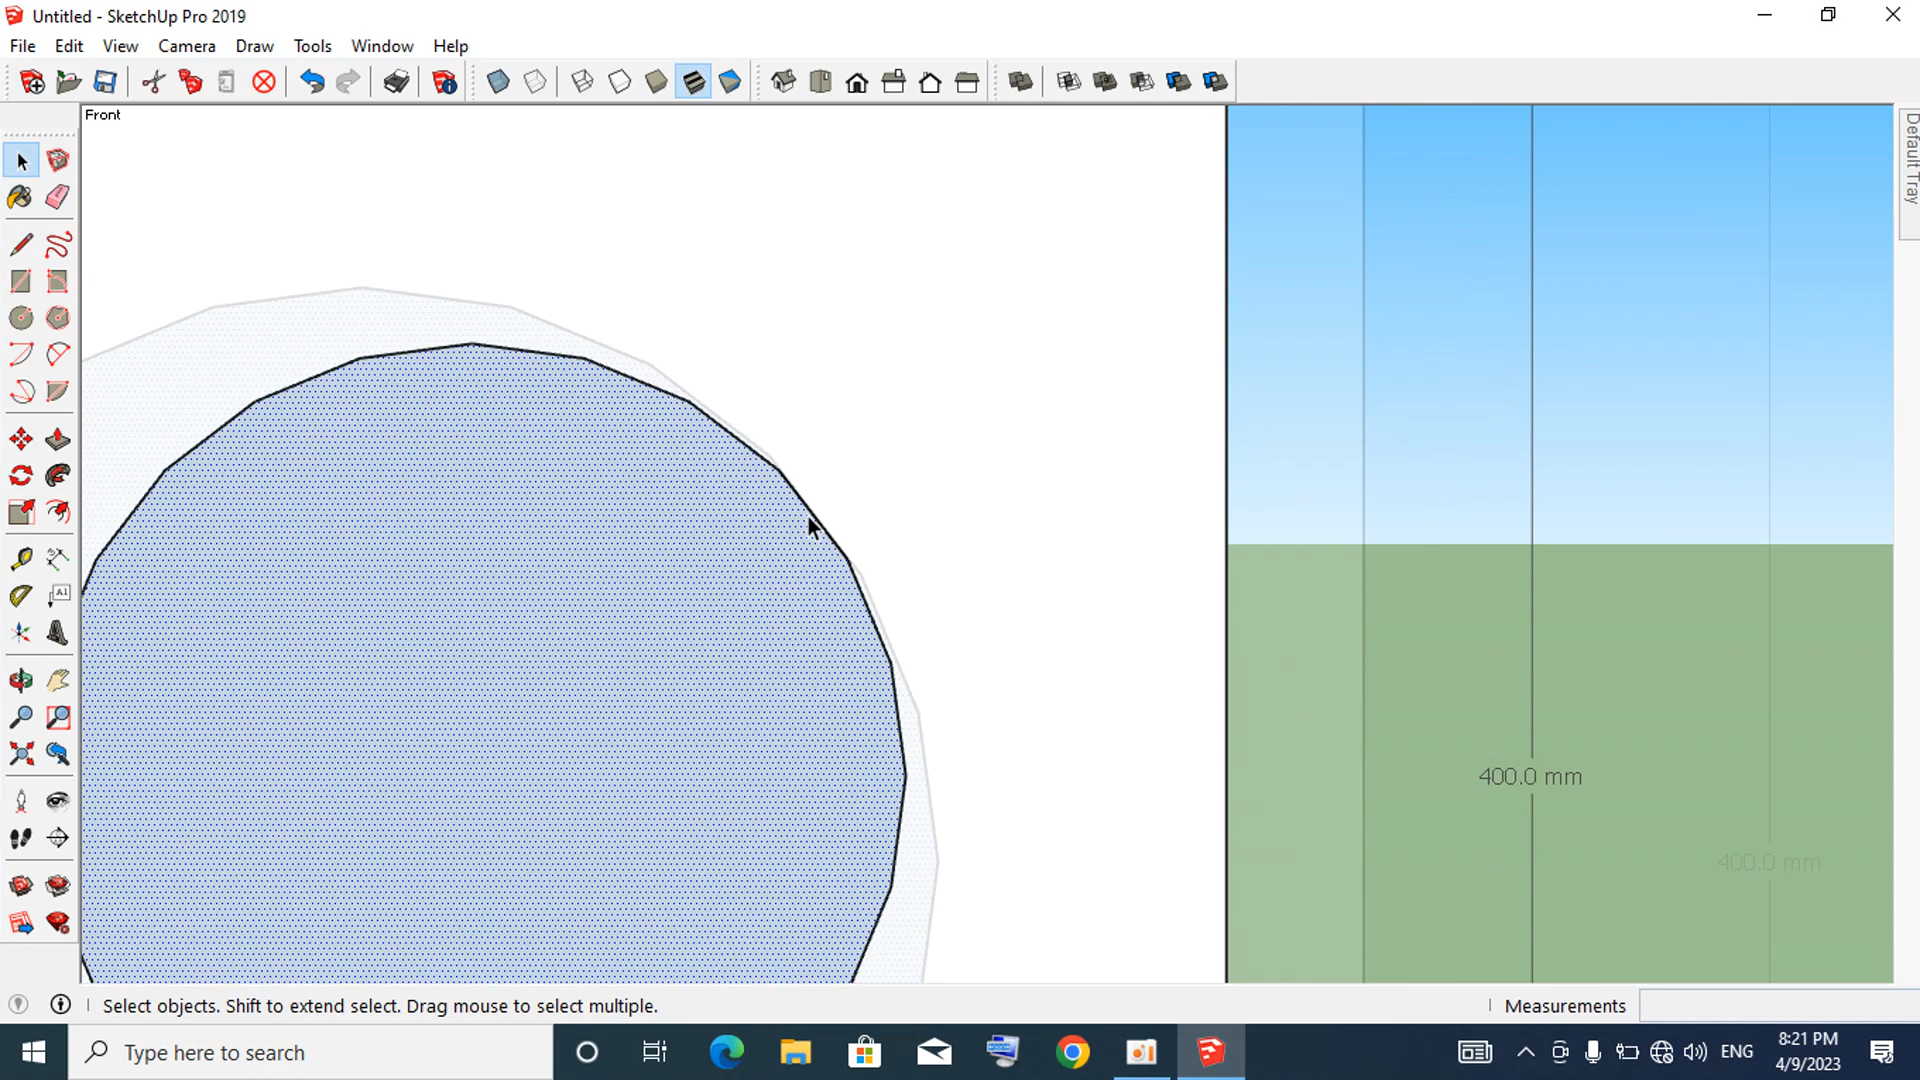 Untitled - SketchUp Pro 2019
File Edit View Camera Draw Tools Window Help
Front
Default Tray
A1
400.0 mm
400.0 mm
Select objects. Shift to extend select. Drag mouse to select multiple.
Measurements
Type here to search
ENG
8:21 PM
4/9/2023